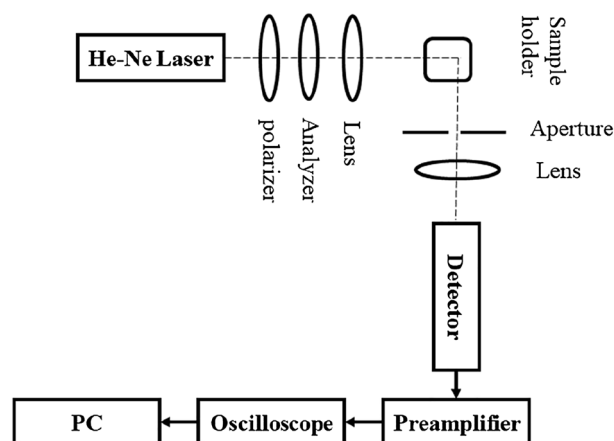 He-Ne Laser
polarizer
Analyzer
Lens
Sample
holder
Aperture
Lens
Detector
PC
Oscilloscope
Preamplifier